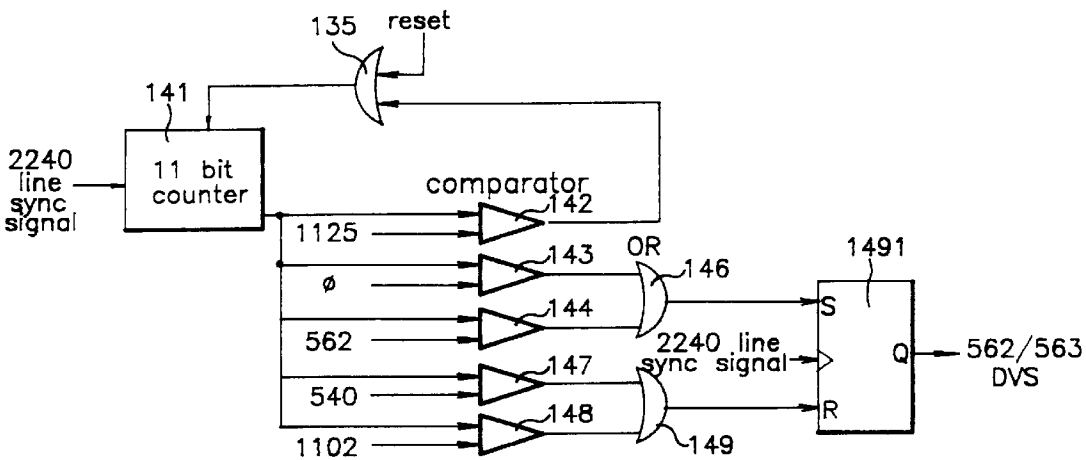 reset
135
141
2240
line
sync
signal
11 bit
counter
comparator
142
1125
143
ø
OR
146
1491
144
562
S
2240 line
sync signal
Q
562/563
DVS
147
540
R
148
149
1102